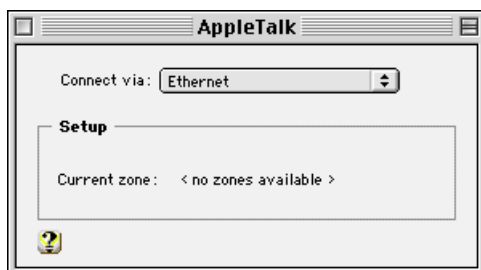 AppleTalk
Connect via: Ethernet
Setup
Current zone: < no zones available >